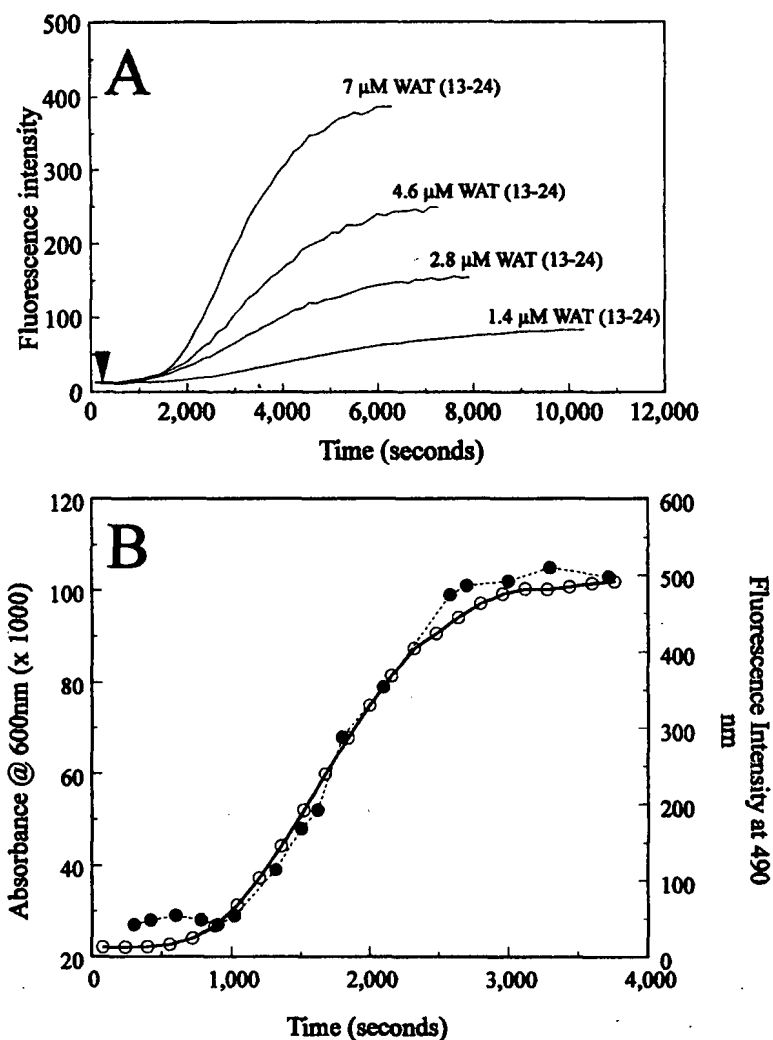 A
500
400
300
200
100
0
Fluorescence intensity
7 µM WAT (13-24)
4.6 µM WAT (13-24)
2.8 µM WAT (13-24)
1.4 µM WAT (13-24)
0 2,000 4,000 6,000 8,000 10,000 12,000
Time (seconds)
B
120
100
80
60
40
20
Absorbance @ 600nm (x 1000)
600
500
400
300
200
100
0
Fluorescence Intensity at 490
nm
0 1,000 2,000 3,000 4,000
Time (seconds)